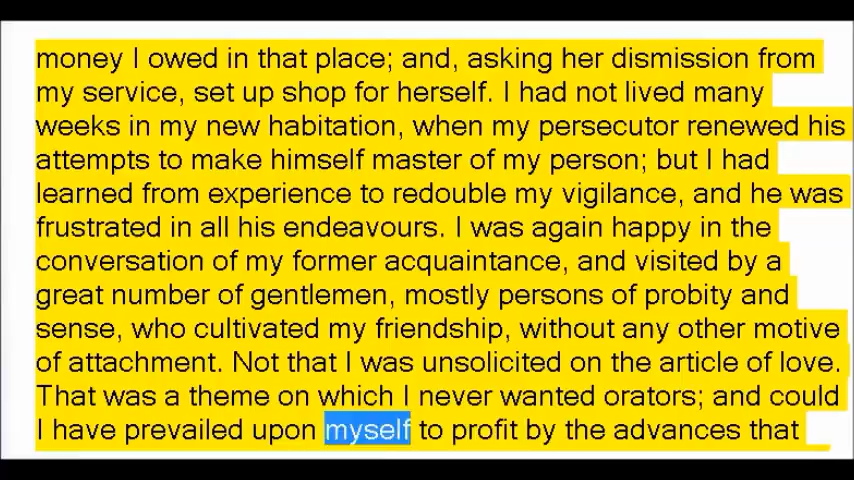 money I owed in that place; and, asking her dismission from
my service, set up shop for herself. I had not lived many
weeks in my new habitation, when my persecutor renewed his
attempts to make himself master of my person; but I had
learned from experience to redouble my vigilance, and he was
frustrated in all his endeavours. I was again happy in the
conversation of my former acquaintance, and visited by a
great number of gentlemen, mostly persons of probity and
sense, who cultivated my friendship, without any other motive
of attachment. Not that I was unsolicited on the article of love.
That was a theme on which I never wanted orators; and could
I have prevailed upon myself to profit by the advances that